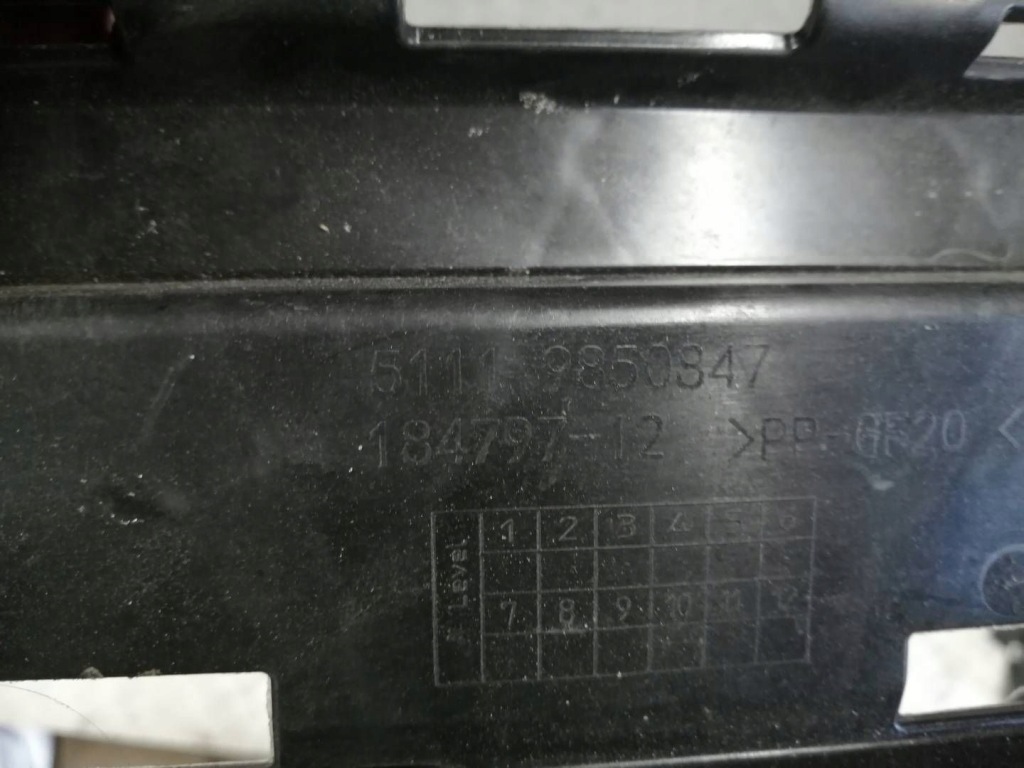 5111-9850347
184797-12 >PP-GF20<
# Level 1 2 3 4 5 6
7 8 9 10 11 12